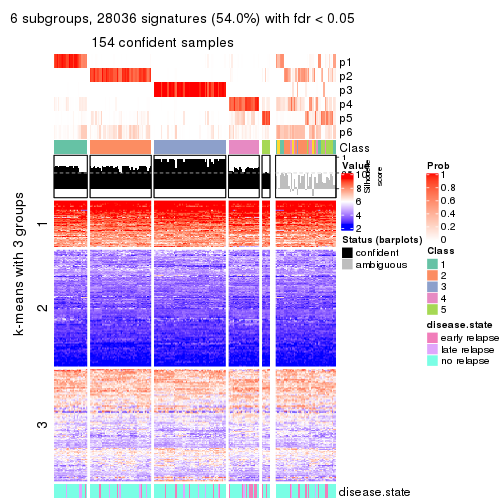 6 subgroups, 28036 signatures (54.0%) with fdr < 0.05
154 confident samples
p1
p2
p3
p4
p5
p6
Class
1
Silhouette
score
Value
10
8
6
4
2
Prob
1
0.8
0.6
0.4
0.2
0
Status (barplots)
confident
ambiguous
Class
1
2
3
4
5
disease.state
early relapse
late relapse
no relapse
k-means with 3 groups
1
2
3
disease.state